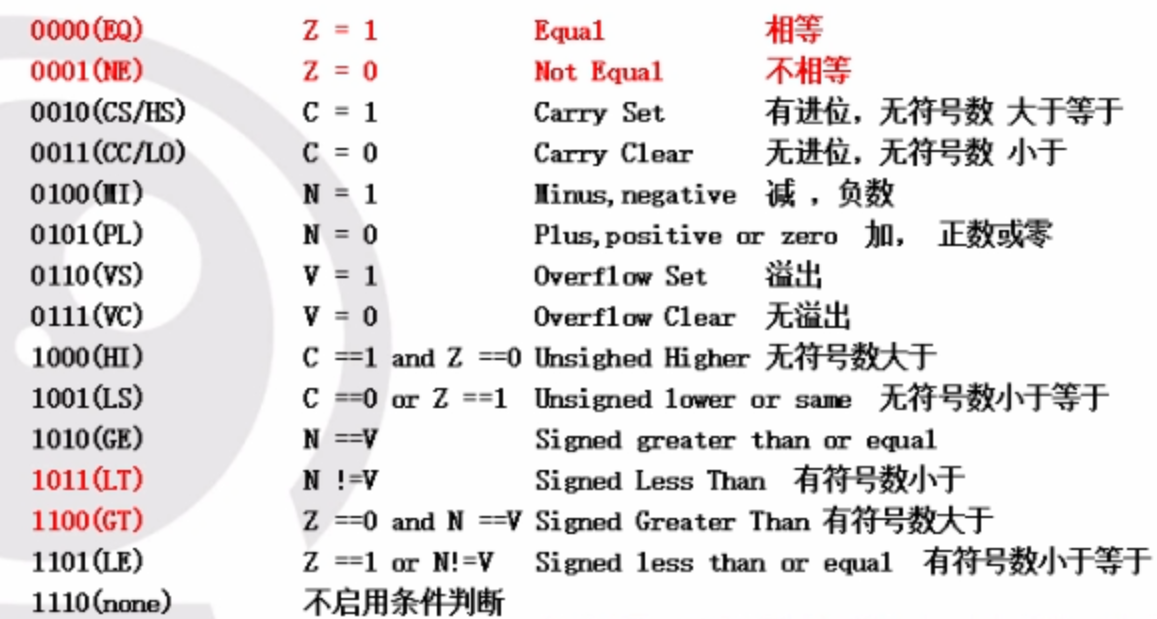 0000(EQ) Z = 1 Equal 相等
0001(NE) Z = 0 Not Equal 不相等
0010(CS/HS) C = 1 Carry Set 有进位，无符号数 大于等于
0011(CC/LO) C = 0 Carry Clear 无进位，无符号数 小于
0100(MI) N = 1 Minus,negative 减 ，负数
0101(PL) N = 0 Plus,positive or zero 加， 正数或零
0110(VS) V = 1 Overflow Set 溢出
0111(VC) V = 0 Overflow Clear 无溢出
1000(HI) C ==1 and Z ==0 Unsighed Higher 无符号数大于
1001(LS) C ==0 or Z ==1 Unsigned lower or same 无符号数小于等于
1010(GE) N ==V Signed greater than or equal
1011(LT) N !=V Signed Less Than 有符号数小于
1100(GT) Z ==0 and N ==V Signed Greater Than 有符号数大于
1101(LE) Z ==1 or N!=V Signed less than or equal 有符号数小于等于
1110(none) 不启用条件判断